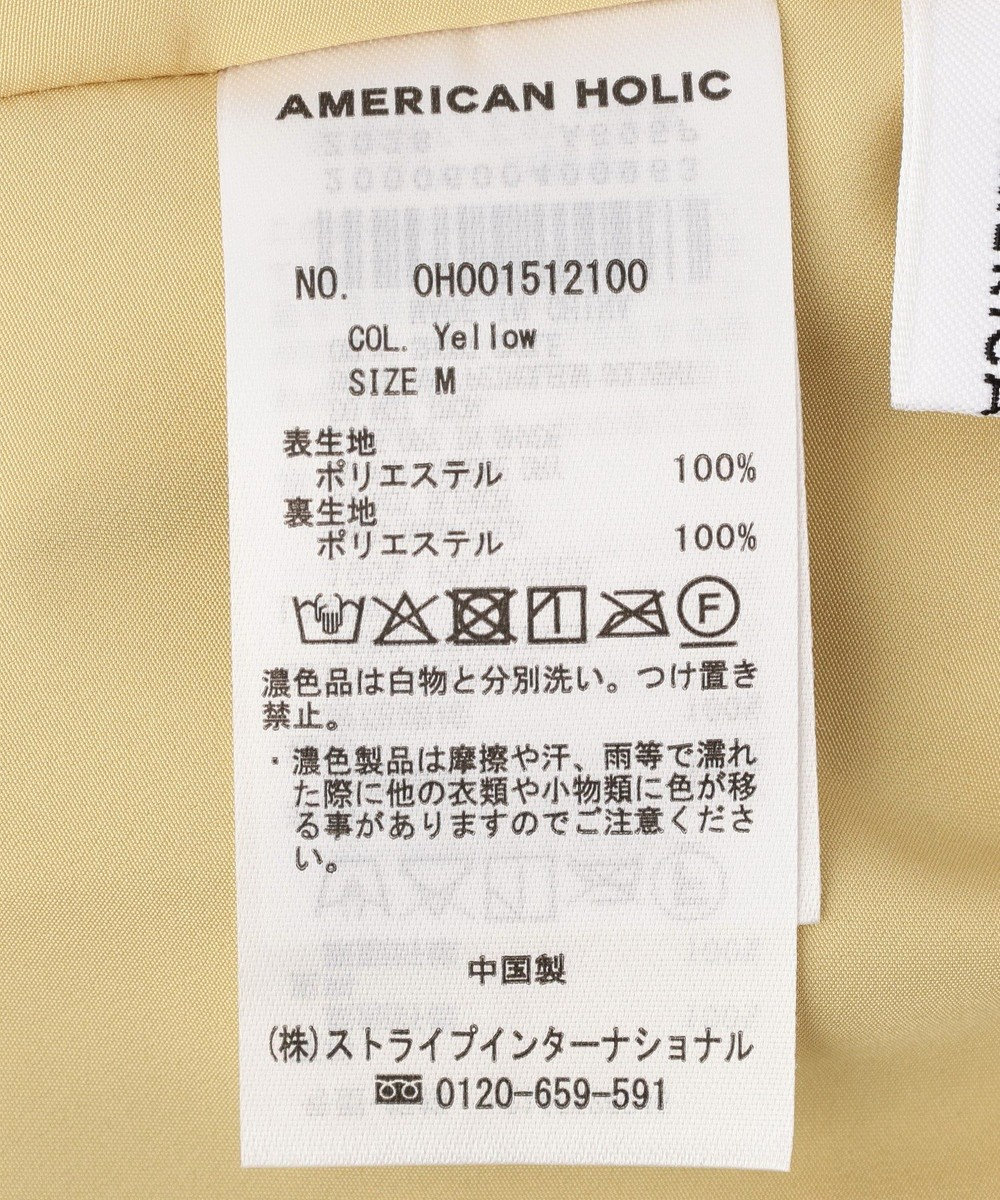 AMERICAN HOLIC
NO. OH001512100
COL. Yellow
SIZE M
表生地
ポリエステル 100%
裏生地
ポリエステル 100%
F
濃色品は白物と分別洗い。つけ置き
禁止。
・濃色製品は摩擦や汗、雨等で濡れ
た際に他の衣類や小物類に色が移
る事がありますのでご注意くださ
い。
中国製
(株)ストライプインターナショナル
0120-659-591